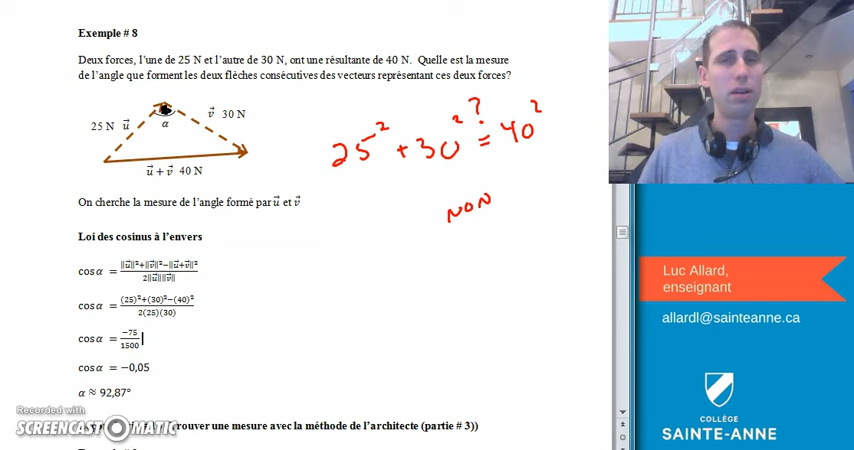 Exemple # 8
Deux forces, l'une de 25 N et l'autre de 30 N, ont une résultante de 40 N. Quelle est la mesure
de l'angle que forment les deux flèches consécutives des vecteurs représentant ces deux forces?
25 N u⃗ α v⃗ 30 N
u⃗ + v⃗ 40 N
25² + 30² ?= 40²
NON
On cherche la mesure de l'angle formé par u⃗ et v⃗
Loi des cosinus à l'envers
cos α = (‖u⃗‖²+‖v⃗‖²−‖u⃗+v⃗‖²)/(2‖u⃗‖‖v⃗‖)
cos α = ((25)²+(30)²−(40)²)/(2(25)(30))
cos α = −75/1500
cos α = −0,05
α ≈ 92,87°
rouver une mesure avec la méthode de l'architecte (partie # 3))
Recorded with
SCREENCAST-O-MATIC
Luc Allard,
enseignant
allardl@sainteanne.ca
COLLÈGE
SAINTE-ANNE